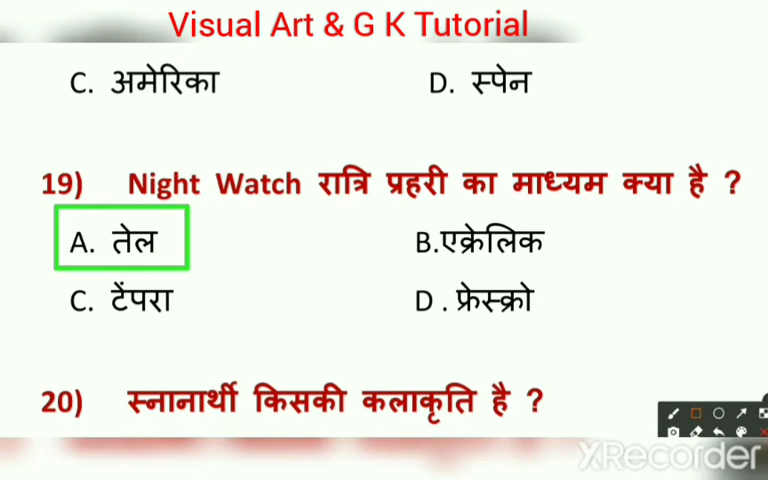 Visual Art & G K Tutorial
C. अमेरिका D. स्पेन
19) Night Watch रात्रि प्रहरी का माध्यम क्या है ?
A. तेल B.एक्रेलिक
C. टेंपरा D . फ्रेस्क्रो
20) स्नानार्थी किसकी कलाकृति है ?
XRecorder